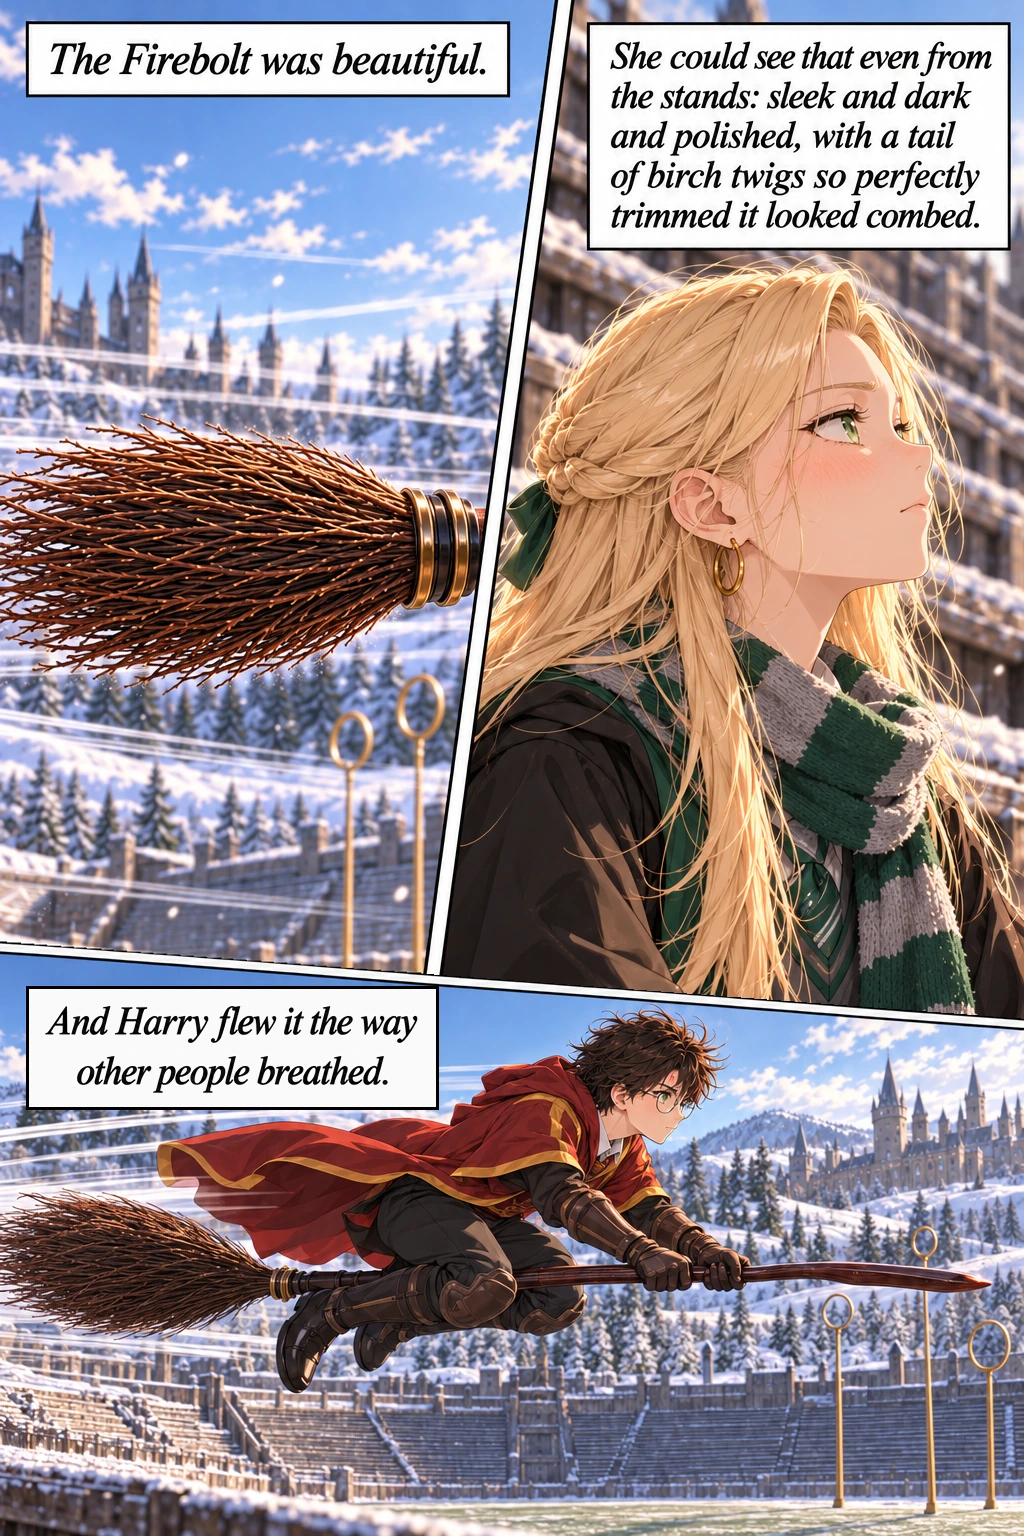 The Firebolt was beautiful.
She could see that even from
the stands: sleek and dark
and polished, with a tail
of birch twigs so perfectly
trimmed it looked combed.
And Harry flew it the way
other people breathed.